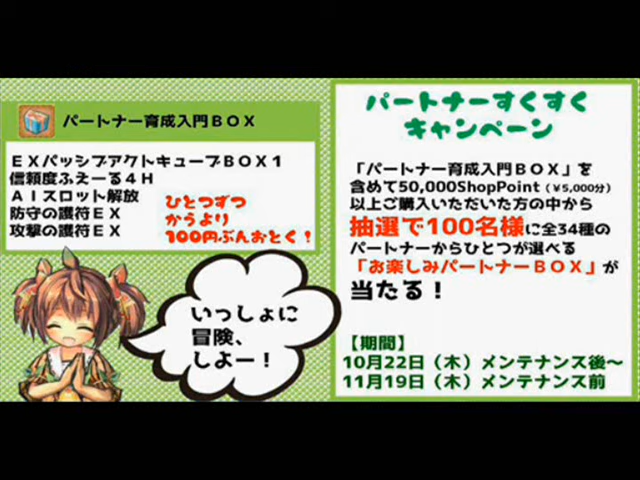 パートナー育成入門ＢＯＸ
ＥＸパッシブアクトキューブＢＯＸ１
信頼度ふえーる４Ｈ
ＡＩスロット解放
防守の護符ＥＸ
攻撃の護符ＥＸ
ひとつずつ
かうより
100円ぶんおとく！
いっしょに
冒険、
しよー！
パートナーすくすく
キャンペーン
「パートナー育成入門ＢＯＸ」を
含めて50,000ShopPoint（￥5,000分）
以上ご購入いただいた方の中から
抽選で100名様に全34種の
パートナーからひとつが選べる
「お楽しみパートナーＢＯＸ」が
当たる！
【期間】
10月22日（木）メンテナンス後～
11月19日（木）メンテナンス前